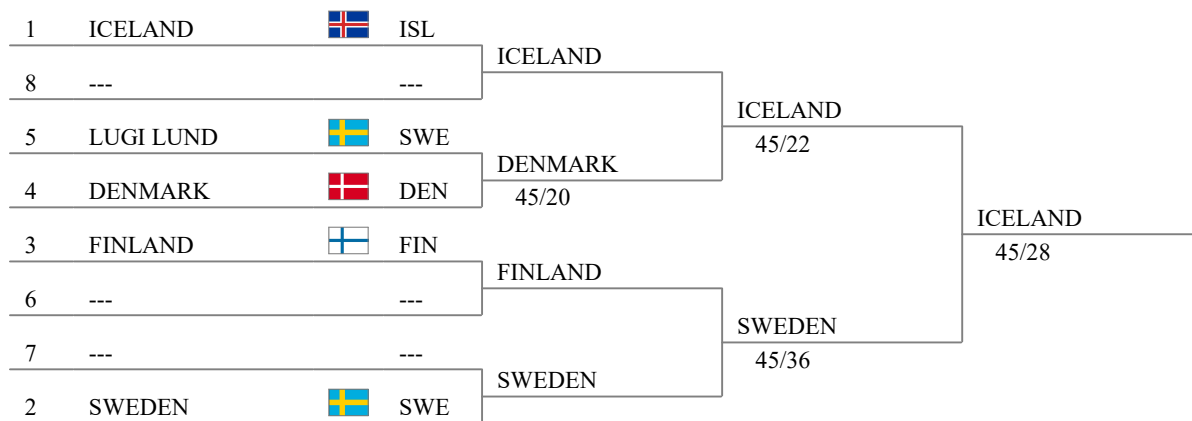 1 ICELAND ISL
ICELAND
8 --- ---
ICELAND
45/22
5 LUGI LUND SWE
DENMARK
45/20
4 DENMARK DEN
ICELAND
45/28
3 FINLAND FIN
FINLAND
6 --- ---
SWEDEN
45/36
7 --- ---
SWEDEN
2 SWEDEN SWE